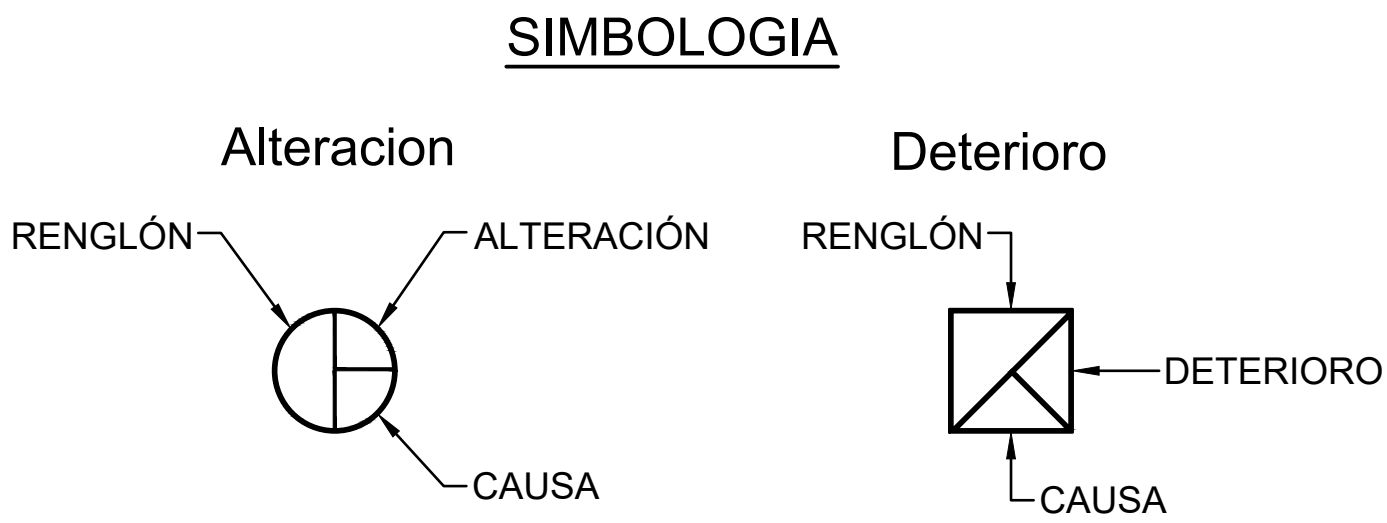 SIMBOLOGIA
Alteracion
Deterioro
RENGLÓN
ALTERACIÓN
RENGLÓN
DETERIORO
CAUSA
CAUSA